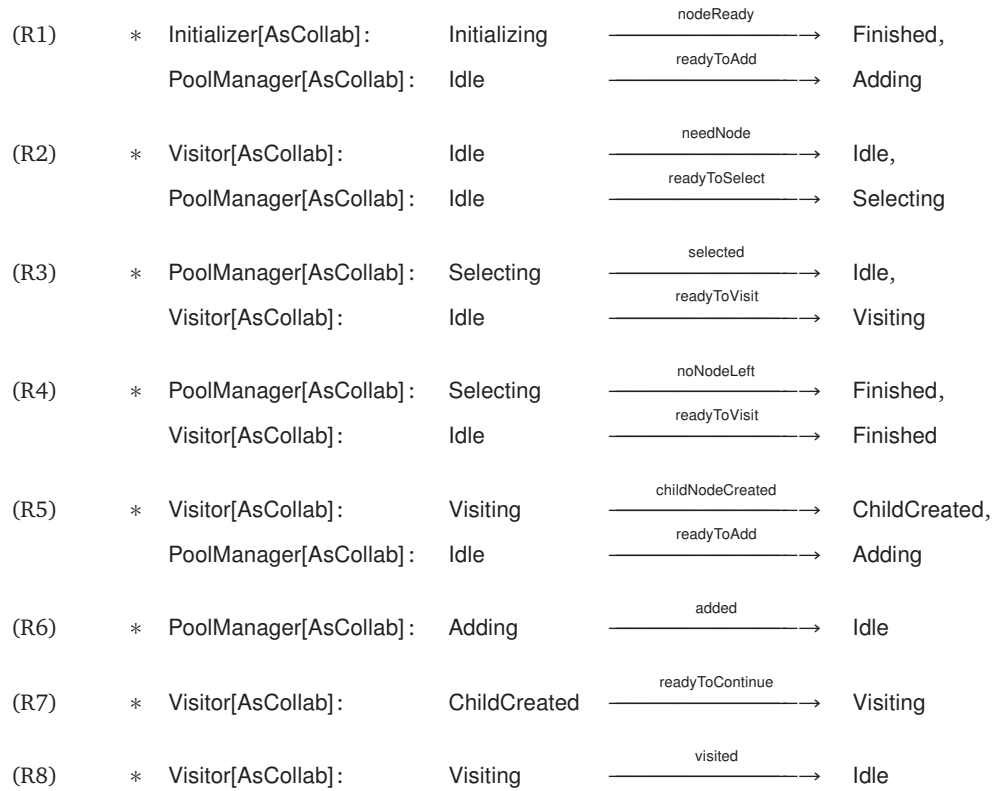 nodeReady
(R1) ∗ Initializer[AsCollab]: Initializing ⟶ Finished,
readyToAdd
PoolManager[AsCollab]: Idle ⟶ Adding
needNode
(R2) ∗ Visitor[AsCollab]: Idle ⟶ Idle,
readyToSelect
PoolManager[AsCollab]: Idle ⟶ Selecting
selected
(R3) ∗ PoolManager[AsCollab]: Selecting ⟶ Idle,
readyToVisit
Visitor[AsCollab]: Idle ⟶ Visiting
noNodeLeft
(R4) ∗ PoolManager[AsCollab]: Selecting ⟶ Finished,
readyToVisit
Visitor[AsCollab]: Idle ⟶ Finished
childNodeCreated
(R5) ∗ Visitor[AsCollab]: Visiting ⟶ ChildCreated,
readyToAdd
PoolManager[AsCollab]: Idle ⟶ Adding
added
(R6) ∗ PoolManager[AsCollab]: Adding ⟶ Idle
readyToContinue
(R7) ∗ Visitor[AsCollab]: ChildCreated ⟶ Visiting
visited
(R8) ∗ Visitor[AsCollab]: Visiting ⟶ Idle